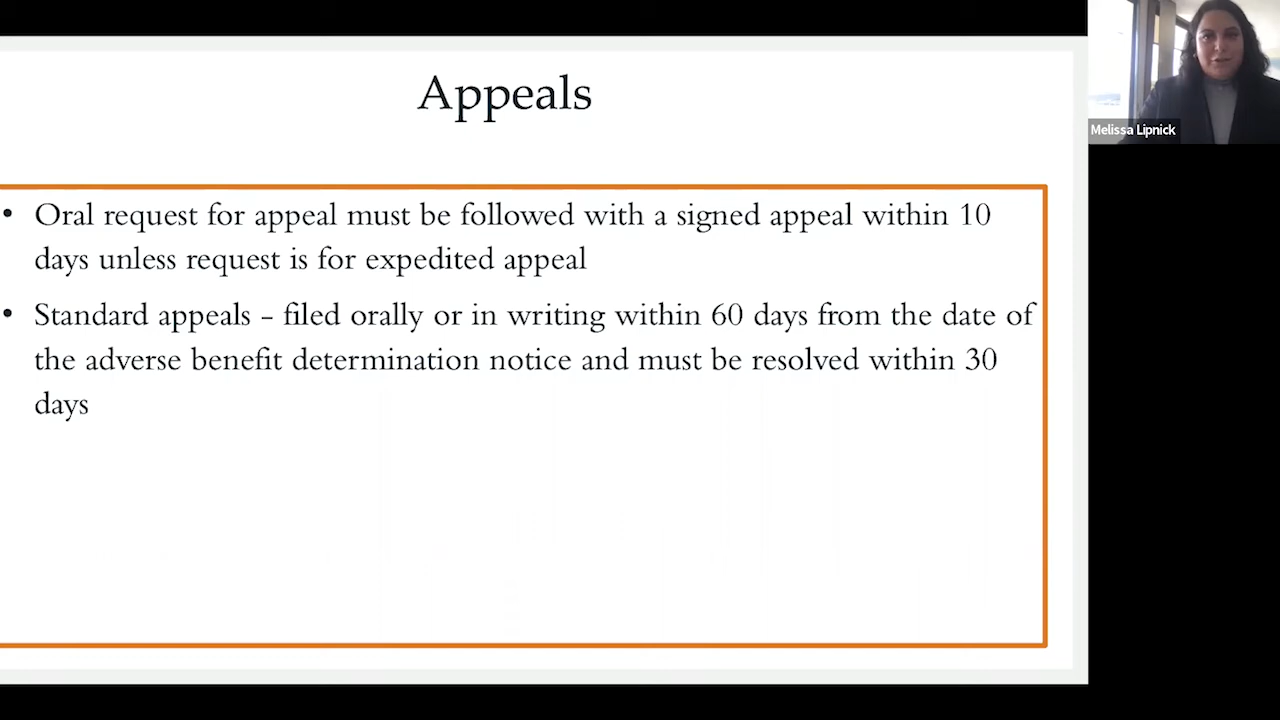 Appeals
• Oral request for appeal must be followed with a signed appeal within 10
days unless request is for expedited appeal
• Standard appeals - filed orally or in writing within 60 days from the date of
the adverse benefit determination notice and must be resolved within 30
days
Melissa Lipnick